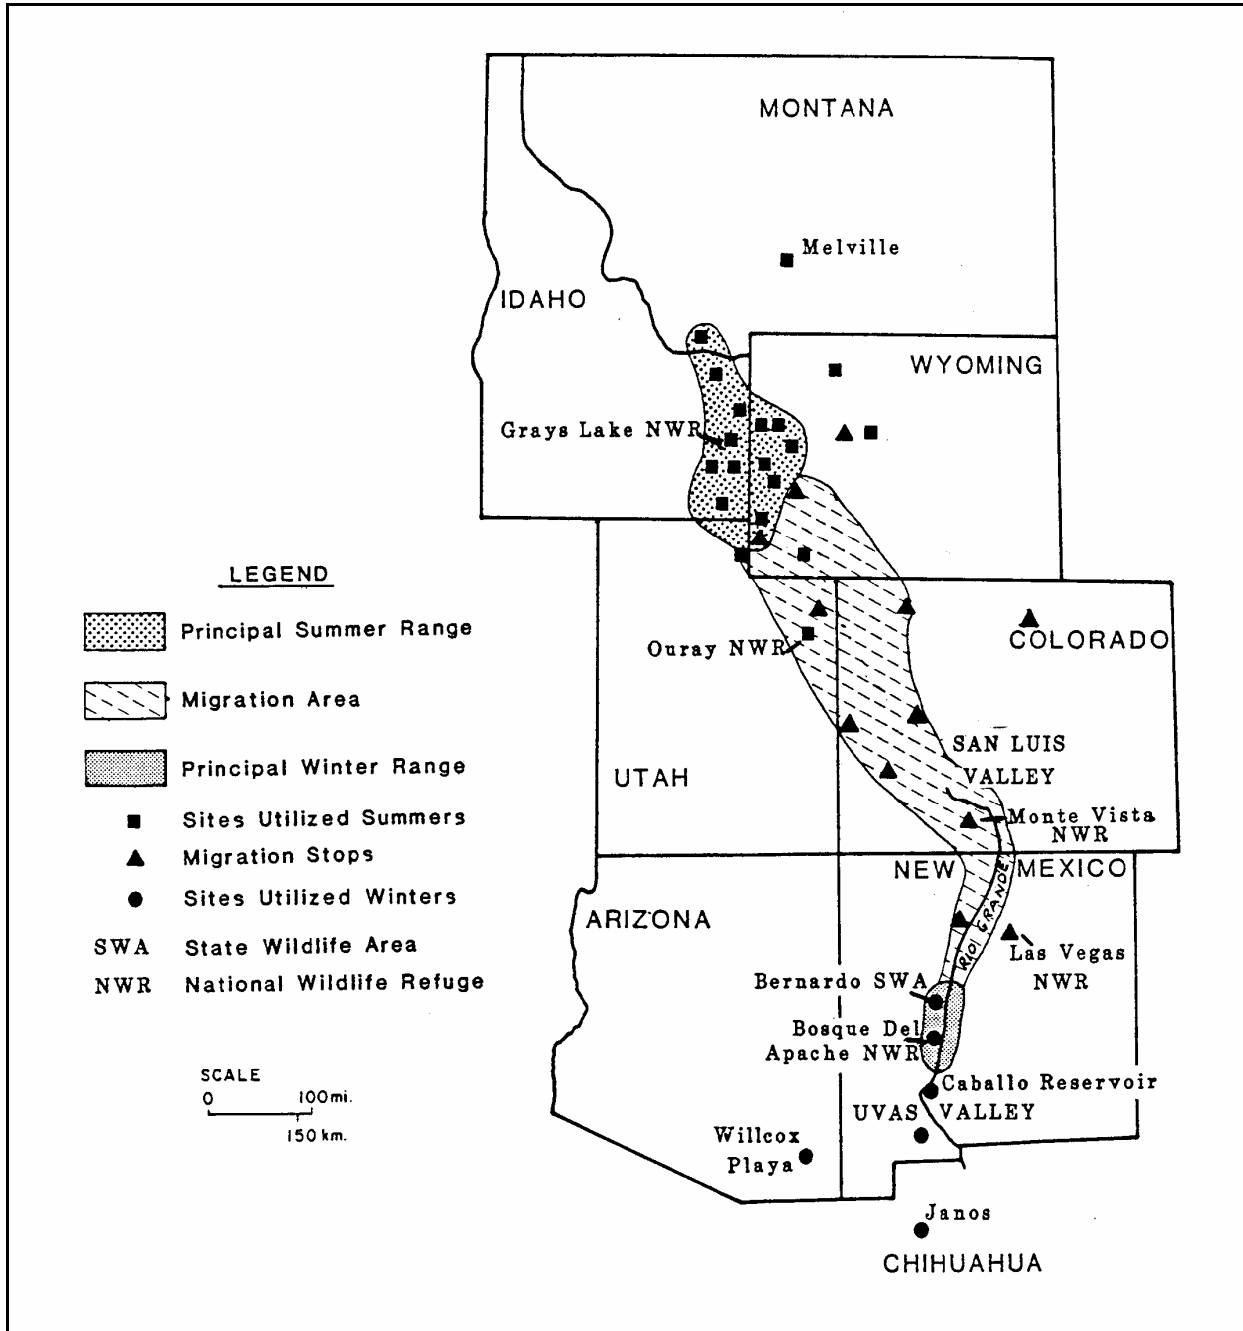 MONTANA
Melville
IDAHO
WYOMING
Grays Lake NWR
LEGEND
Principal Summer Range
Migration Area
Principal Winter Range
Sites Utilized Summers
Migration Stops
Sites Utilized Winters
SWA State Wildlife Area
NWR National Wildlife Refuge
SCALE
0 100mi.
150 km.
Ouray NWR
COLORADO
UTAH
SAN LUIS
VALLEY
Monte Vista
NWR
NEW MEXICO
ARIZONA
RIO GRANDE
Las Vegas
NWR
Bernardo SWA
Bosque Del
Apache NWR
Caballo Reservoir
UVAS VALLEY
Willcox
Playa
Janos
CHIHUAHUA